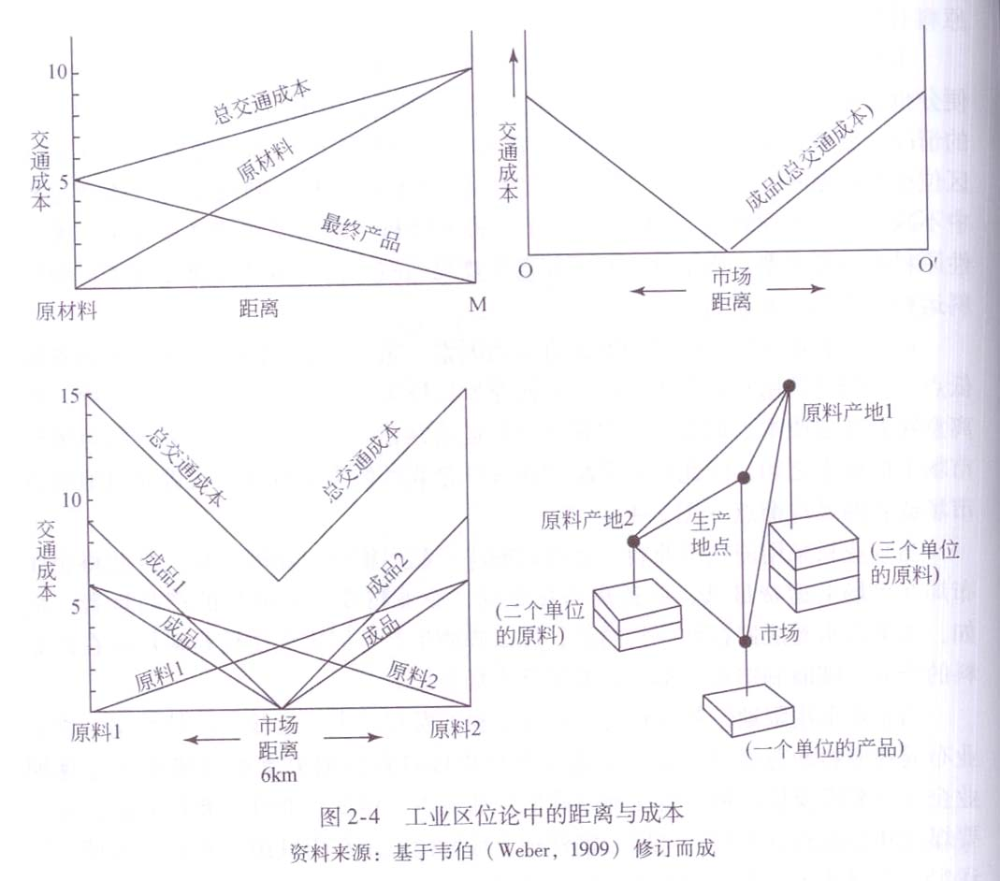 10
5
交通成本
总交通成本
原材料
最终产品
原材料
距离
M
交通成本
成品(总交通成本)
O
市场
距离
O′
15
10
5
交通成本
总交通成本
总交通成本
成品1
成品2
成品
成品
原料1
原料2
原料1
市场
距离
6km
原料2
原料产地1
原料产地2
生产
地点
(三个单位
的原料)
(二个单位
的原料)
市场
(一个单位的产品)
图 2-4 工业区位论中的距离与成本
资料来源：基于韦伯（Weber，1909）修订而成